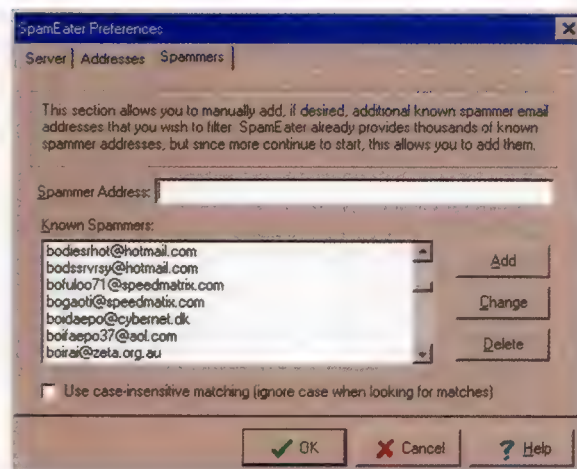 SpamEater Preferences
Server Addresses Spammers
This section allows you to manually add, if desired, additional known spammer email
addresses that you wish to filter. SpamEater already provides thousands of known
spammer addresses, but since more continue to start, this allows you to add them.
Spammer Address:
Known Spammers:
bodiesrhot@hotmail.com
bodssrvrsy@hotmail.com
bofuloo71@speedmatrix.com
bogaoti@speedmatix.com
boidaepo@cybernet.dk
boifaepo37@aol.com
boirai@zeta.org.au
Add
Change
Delete
Use case-insensitive matching (ignore case when looking for matches)
OK Cancel Help